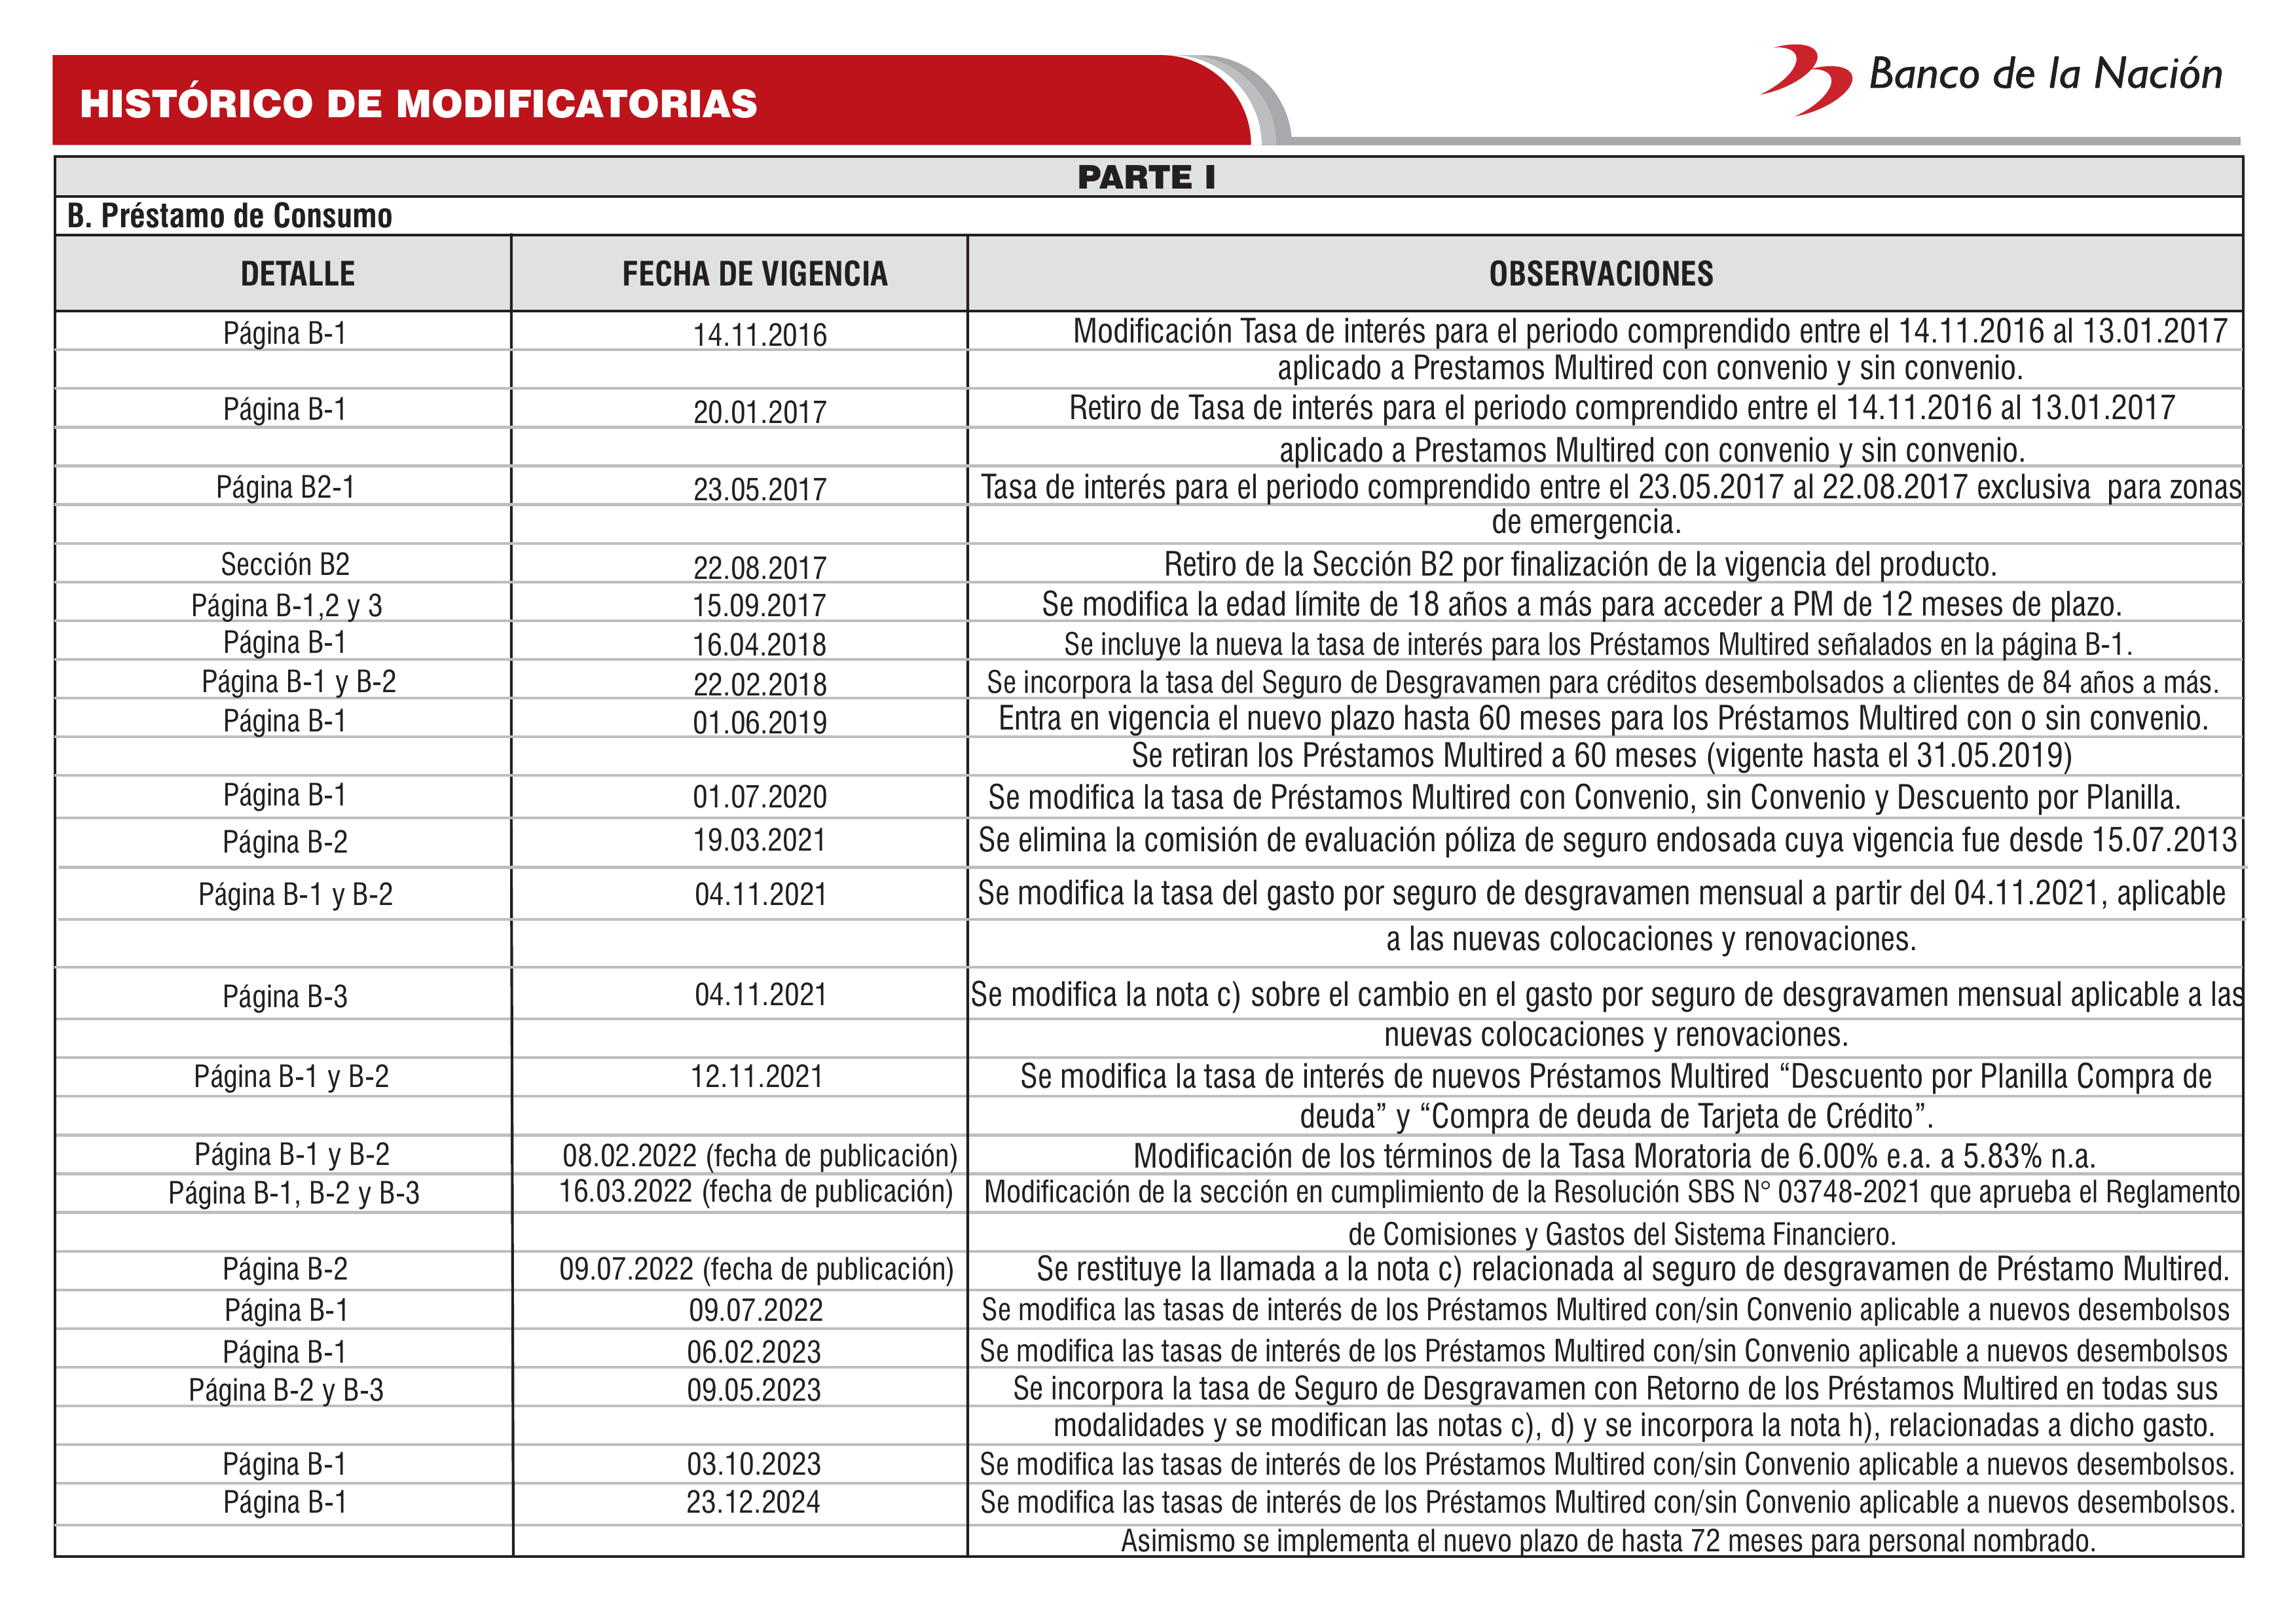 HISTÓRICO DE MODIFICATORIAS
Banco de la Nación
PARTE I
B. Préstamo de Consumo
DETALLE FECHA DE VIGENCIA OBSERVACIONES
Página B-1 14.11.2016 Modificación Tasa de interés para el periodo comprendido entre el 14.11.2016 al 13.01.2017
aplicado a Prestamos Multired con convenio y sin convenio.
Página B-1 20.01.2017 Retiro de Tasa de interés para el periodo comprendido entre el 14.11.2016 al 13.01.2017
aplicado a Prestamos Multired con convenio y sin convenio.
Página B2-1 23.05.2017 Tasa de interés para el periodo comprendido entre el 23.05.2017 al 22.08.2017 exclusiva para zonas
de emergencia.
Sección B2 22.08.2017 Retiro de la Sección B2 por finalización de la vigencia del producto.
Página B-1,2 y 3 15.09.2017 Se modifica la edad límite de 18 años a más para acceder a PM de 12 meses de plazo.
Página B-1 16.04.2018 Se incluye la nueva la tasa de interés para los Préstamos Multired señalados en la página B-1.
Página B-1 y B-2 22.02.2018 Se incorpora la tasa del Seguro de Desgravamen para créditos desembolsados a clientes de 84 años a más.
Página B-1 01.06.2019 Entra en vigencia el nuevo plazo hasta 60 meses para los Préstamos Multired con o sin convenio.
Se retiran los Préstamos Multired a 60 meses (vigente hasta el 31.05.2019)
Página B-1 01.07.2020 Se modifica la tasa de Préstamos Multired con Convenio, sin Convenio y Descuento por Planilla.
Página B-2 19.03.2021 Se elimina la comisión de evaluación póliza de seguro endosada cuya vigencia fue desde 15.07.2013
Página B-1 y B-2 04.11.2021 Se modifica la tasa del gasto por seguro de desgravamen mensual a partir del 04.11.2021, aplicable
a las nuevas colocaciones y renovaciones.
Página B-3 04.11.2021 Se modifica la nota c) sobre el cambio en el gasto por seguro de desgravamen mensual aplicable a las
nuevas colocaciones y renovaciones.
Página B-1 y B-2 12.11.2021 Se modifica la tasa de interés de nuevos Préstamos Multired “Descuento por Planilla Compra de
deuda” y “Compra de deuda de Tarjeta de Crédito”.
Página B-1 y B-2 08.02.2022 (fecha de publicación) Modificación de los términos de la Tasa Moratoria de 6.00% e.a. a 5.83% n.a.
Página B-1, B-2 y B-3 16.03.2022 (fecha de publicación) Modificación de la sección en cumplimiento de la Resolución SBS N° 03748-2021 que aprueba el Reglamento
de Comisiones y Gastos del Sistema Financiero.
Página B-2 09.07.2022 (fecha de publicación) Se restituye la llamada a la nota c) relacionada al seguro de desgravamen de Préstamo Multired.
Página B-1 09.07.2022 Se modifica las tasas de interés de los Préstamos Multired con/sin Convenio aplicable a nuevos desembolsos
Página B-1 06.02.2023 Se modifica las tasas de interés de los Préstamos Multired con/sin Convenio aplicable a nuevos desembolsos
Página B-2 y B-3 09.05.2023 Se incorpora la tasa de Seguro de Desgravamen con Retorno de los Préstamos Multired en todas sus
modalidades y se modifican las notas c), d) y se incorpora la nota h), relacionadas a dicho gasto.
Página B-1 03.10.2023 Se modifica las tasas de interés de los Préstamos Multired con/sin Convenio aplicable a nuevos desembolsos.
Página B-1 23.12.2024 Se modifica las tasas de interés de los Préstamos Multired con/sin Convenio aplicable a nuevos desembolsos.
Asimismo se implementa el nuevo plazo de hasta 72 meses para personal nombrado.